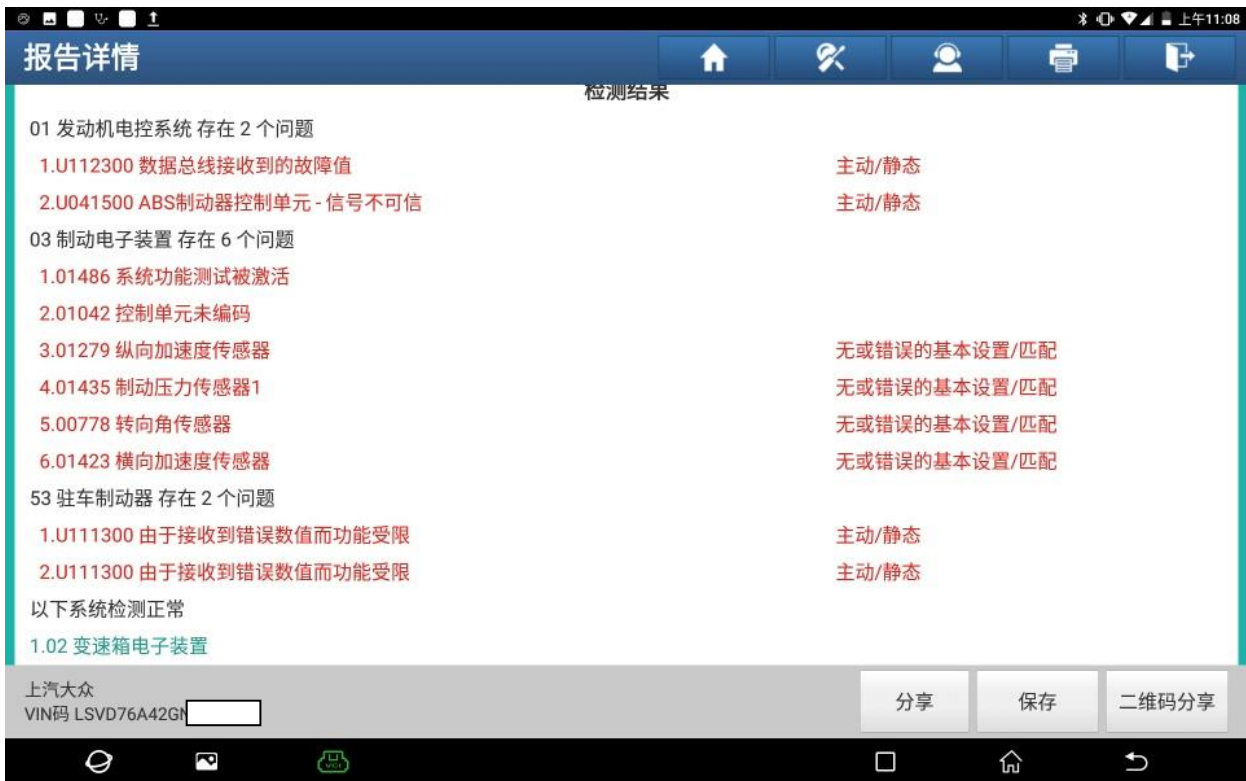 上午11:08
报告详情
检测结果
01 发动机电控系统 存在 2 个问题
1.U112300 数据总线接收到的故障值 主动/静态
2.U041500 ABS制动器控制单元 - 信号不可信 主动/静态
03 制动电子装置 存在 6 个问题
1.01486 系统功能测试被激活
2.01042 控制单元未编码
3.01279 纵向加速度传感器 无或错误的基本设置/匹配
4.01435 制动压力传感器1 无或错误的基本设置/匹配
5.00778 转向角传感器 无或错误的基本设置/匹配
6.01423 横向加速度传感器 无或错误的基本设置/匹配
53 驻车制动器 存在 2 个问题
1.U111300 由于接收到错误数值而功能受限 主动/静态
2.U111300 由于接收到错误数值而功能受限 主动/静态
以下系统检测正常
1.02 变速箱电子装置
上汽大众
VIN码 LSVD76A42GN
分享 保存 二维码分享
VCI